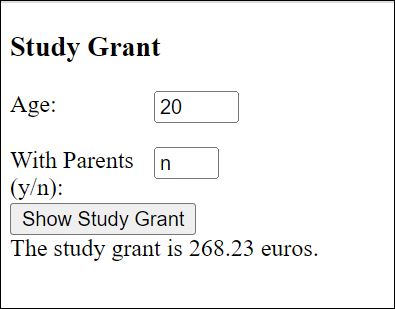 Study Grant
Age: 20
With Parents n
(y/n):
Show Study Grant
The study grant is 268.23 euros.